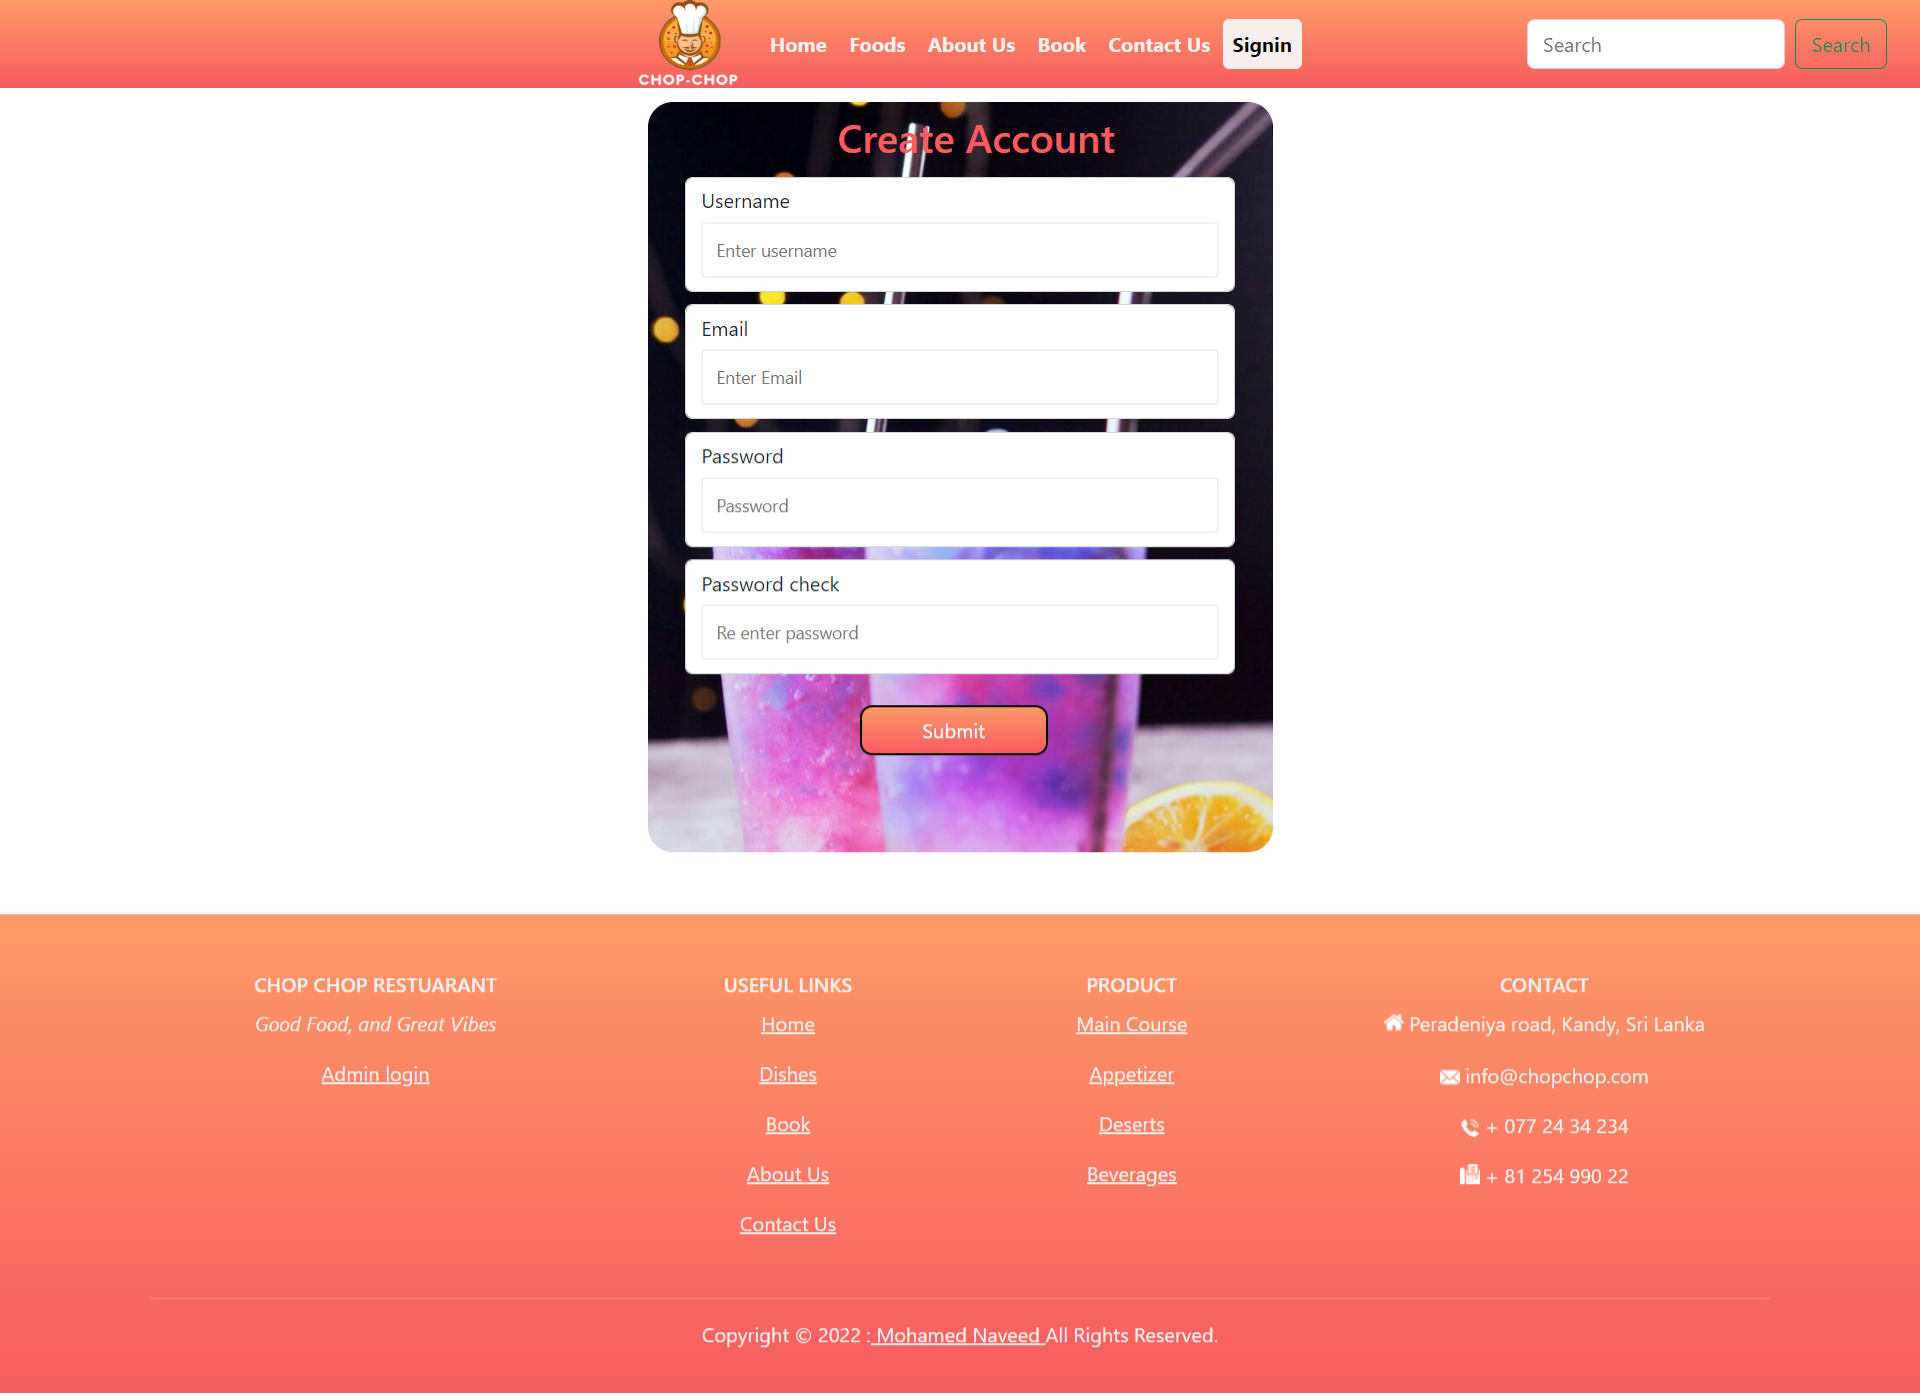 CHOP-CHOP
Home Foods About Us Book Contact Us Signin Search Search
Create Account
Username
Enter username
Email
Enter Email
Password
Password
Password check
Re enter password
Submit
CHOP CHOP RESTUARANT
Good Food, and Great Vibes
Admin login
USEFUL LINKS
Home
Dishes
Book
About Us
Contact Us
PRODUCT
Main Course
Appetizer
Deserts
Beverages
CONTACT
Peradeniya road, Kandy, Sri Lanka
info@chopchop.com
+ 077 24 34 234
+ 81 254 990 22
Copyright © 2022 : Mohamed Naveed All Rights Reserved.